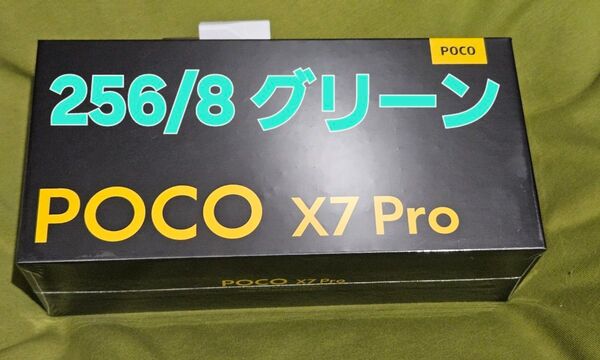 POCO
256/8 グリーン
POCO X7 Pro
POCO X7 Pro